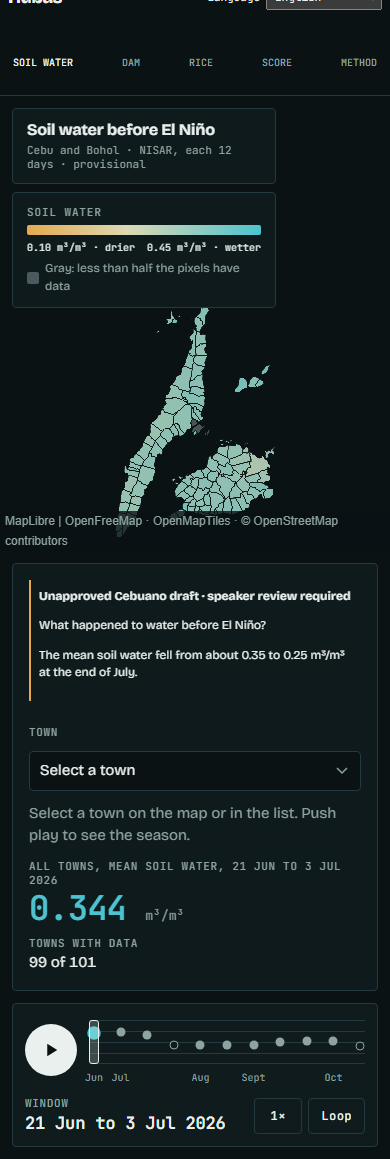 Language English
SOIL WATER DAM RICE SCORE METHOD
Soil water before El Niño
Cebu and Bohol · NISAR, each 12
days · provisional
SOIL WATER
0.10 m³/m³ · drier 0.45 m³/m³ · wetter
Gray: less than half the pixels have
data
MapLibre | OpenFreeMap · OpenMapTiles · © OpenStreetMap
contributors
Unapproved Cebuano draft · speaker review required
What happened to water before El Niño?
The mean soil water fell from about 0.35 to 0.25 m³/m³
at the end of July.
TOWN
Select a town
Select a town on the map or in the list. Push
play to see the season.
ALL TOWNS, MEAN SOIL WATER, 21 JUN TO 3 JUL
2026
0.344 m³/m³
TOWNS WITH DATA
99 of 101
Jun Jul Aug Sept Oct
WINDOW
21 Jun to 3 Jul 2026
1×
Loop